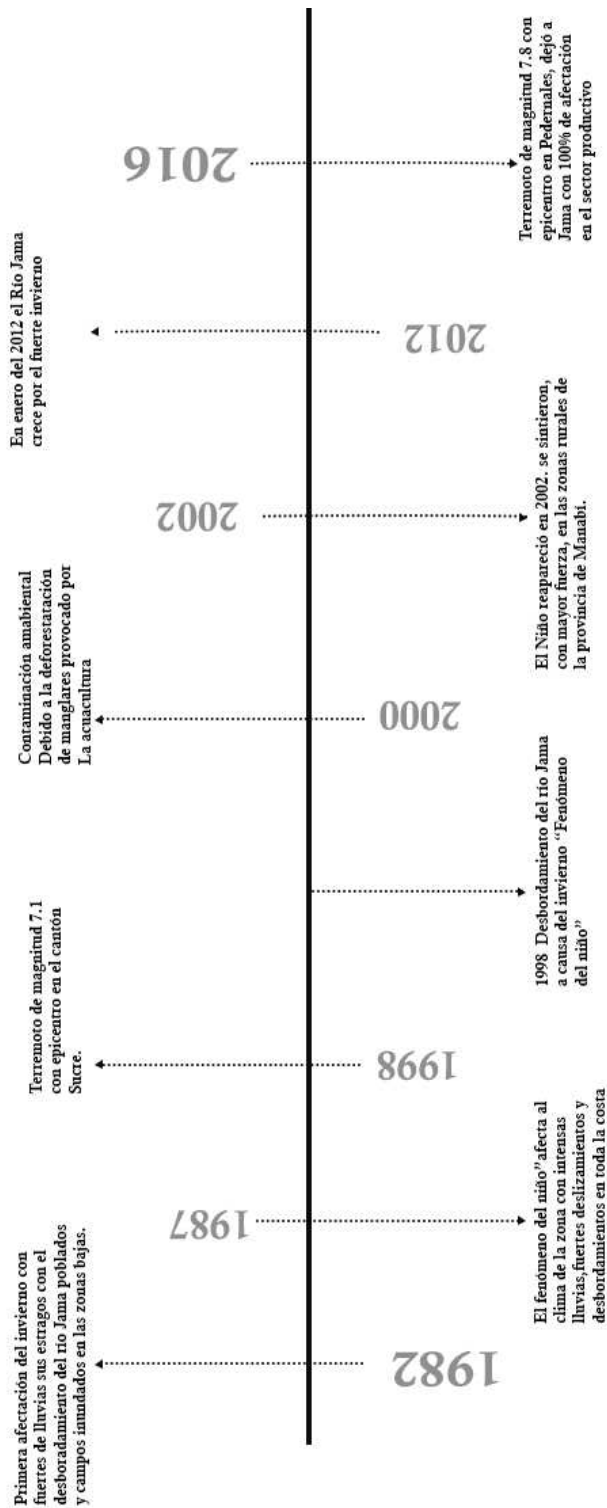 Primera afectación del invierno con
fuertes de lluvias sus estragos con el
desboradamiento del río Jama poblados
y campos inundados en las zonas bajas.
1982
1987
El fenómeno del niño”afecta al
clima de la zona con intensas
lluvias,fuertes deslizamientos y
desbordamientos en toda la costa
Terremoto de magnitud 7.1
con epicentro en el cantón
Sucre.
1998
1998 Desbordamiento del río Jama
a causa del invierno “Fenómeno
del niño”
Contaminación amabiental
Debido a la deforestatación
de manglares provocado por
La acuacultura
2000
2002
El Niño reapareció en 2002. se sintieron,
con mayor fuerza, en las zonas rurales de
la provincia de Manabí.
En enero del 2012 el Río Jama
crece por el fuerte invierno
2012
2016
Terremoto de magnitud 7.8 con
epicentro en Pedernales, dejó a
Jama con 100% de afectación
en el sector productivo